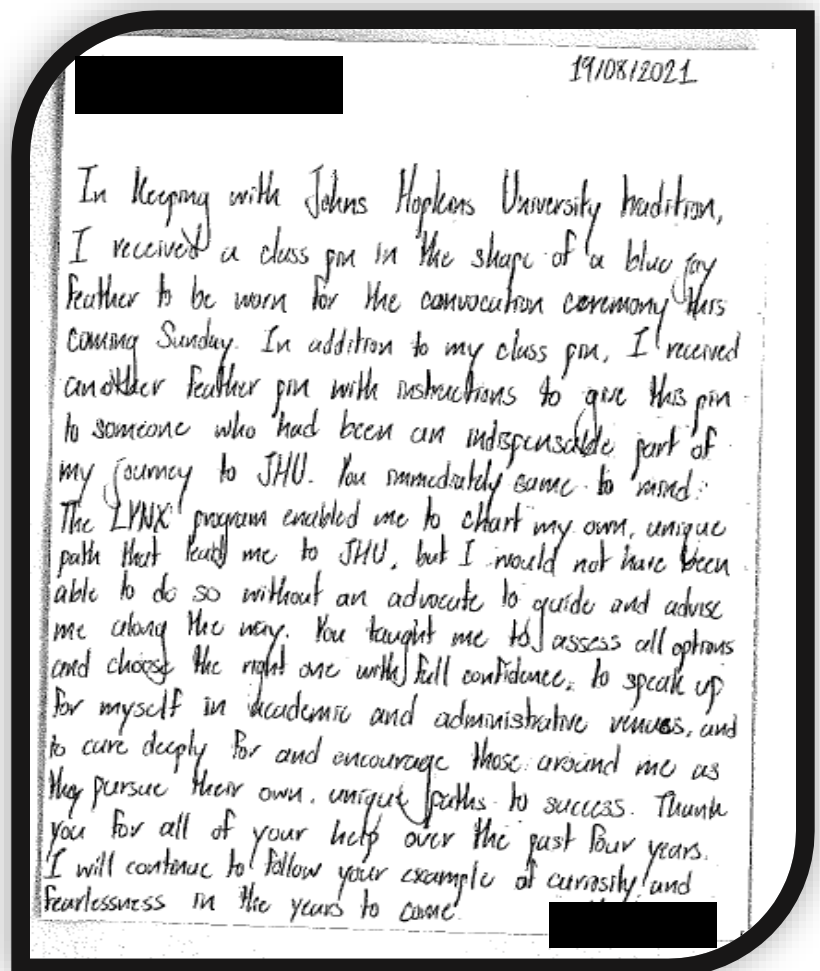 19/08/2021
In keeping with Johns Hopkins University tradition,
I received a class pin in the shape of a blue jay
feather to be worn for the convocation ceremony this
coming Sunday. In addition to my class pin, I received
another feather pin with instructions to give this pin
to someone who had been an indispensable part of
my journey to JHU. You immediately came to mind.
The LYNX program enabled me to chart my own, unique
path that lead me to JHU, but I would not have been
able to do so without an advocate to guide and advise
me along the way. You taught me to assess all options
and choose the right one with full confidence, to speak up
for myself in academic and administrative venues, and
to care deeply for and encourage those around me as
they pursue their own, unique paths to success. Thank
you for all of your help over the past four years.
I will continue to follow your example of curiosity and
fearlessness in the years to come.